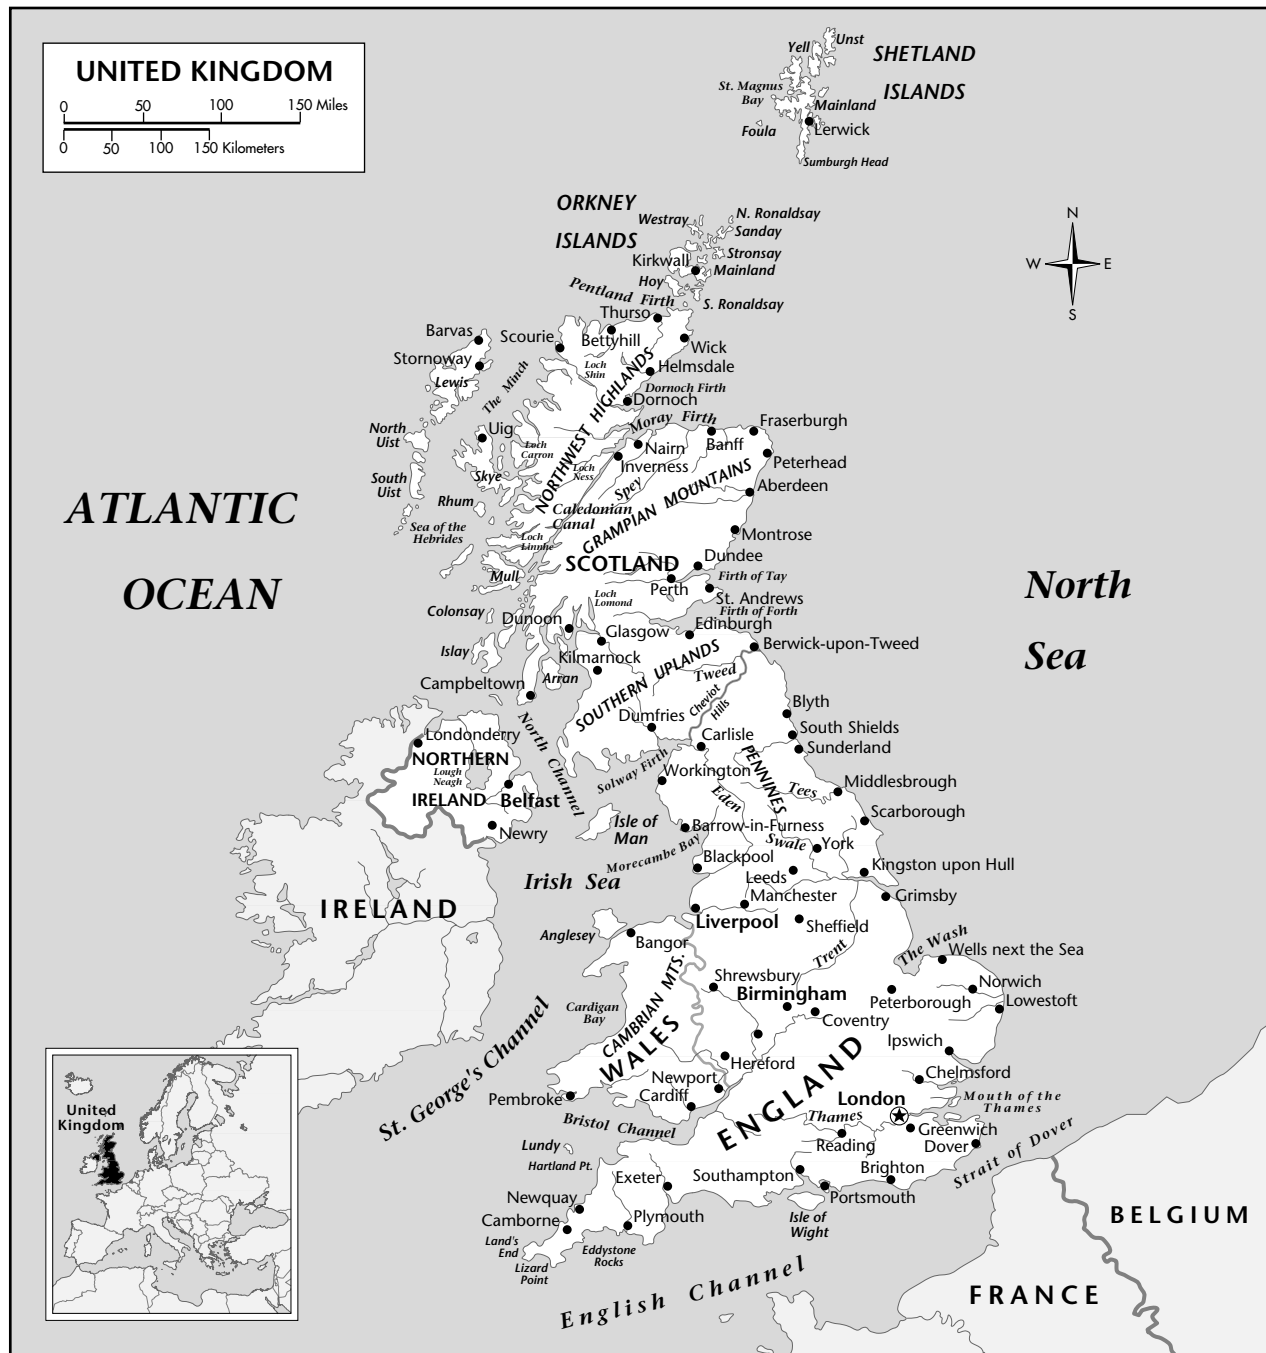 UNITED KINGDOM
0 50 100 150 Miles
0 50 100 150 Kilometers
Unst
Yell
SHETLAND
ISLANDS
St. Magnus
Bay
Mainland
Foula
Lerwick
Sumburgh Head
ORKNEY
ISLANDS
Westray
N. Ronaldsay
Sanday
Stronsay
Kirkwall
Mainland
Hoy
S. Ronaldsay
Pentland Firth
N
W E
S
Thurso
Barvas
Scourie
Bettyhill
Wick
Stornoway
Lewis
The Minch
Loch
Shin
Helmsdale
Dornoch Firth
Dornoch
NORTHWEST HIGHLANDS
Moray Firth
Fraserburgh
North
Uist
Uig
Loch
Carron
Nairn
Banff
Inverness
Peterhead
South
Uist
Skye
Loch
Ness
Spey
Aberdeen
Rhum
Caledonian
Canal
GRAMPIAN MOUNTAINS
ATLANTIC
OCEAN
Sea of the
Hebrides
Loch
Linnhe
Montrose
SCOTLAND
Dundee
Mull
Perth
Firth of Tay
St. Andrews
North
Sea
Colonsay
Loch
Lomond
Firth of Forth
Dunoon
Glasgow
Edinburgh
Islay
Kilmarnock
Berwick-upon-Tweed
Arran
SOUTHERN UPLANDS
Tweed
Campbeltown
Cheviot
Hills
Blyth
North Channel
Dumfries
Londonderry
Carlisle
South Shields
Sunderland
NORTHERN
IRELAND
Lough
Neagh
Solway Firth
Workington
PENNINES
Tees
Middlesbrough
Belfast
Eden
Scarborough
Newry
Isle of
Man
Barrow-in-Furness
Swale
York
Morecambe Bay
Blackpool
Leeds
Kingston upon Hull
Irish Sea
Manchester
Grimsby
IRELAND
Liverpool
Sheffield
Anglesey
Bangor
Trent
The Wash
Wells next the Sea
Shrewsbury
Norwich
Birmingham
Peterborough
Lowestoft
Cardigan
Bay
CAMBRIAN MTS.
WALES
Coventry
St. George's Channel
Ipswich
Hereford
ENGLAND
Chelmsford
Newport
Pembroke
Cardiff
London
Mouth of the
Thames
Bristol Channel
Thames
Greenwich
Reading
Dover
Strait of Dover
Lundy
Hartland Pt.
Exeter
Southampton
Brighton
Portsmouth
Newquay
Camborne
Plymouth
Isle of
Wight
Land's
End
Eddystone
Rocks
Lizard
Point
English Channel
BELGIUM
FRANCE
United
Kingdom